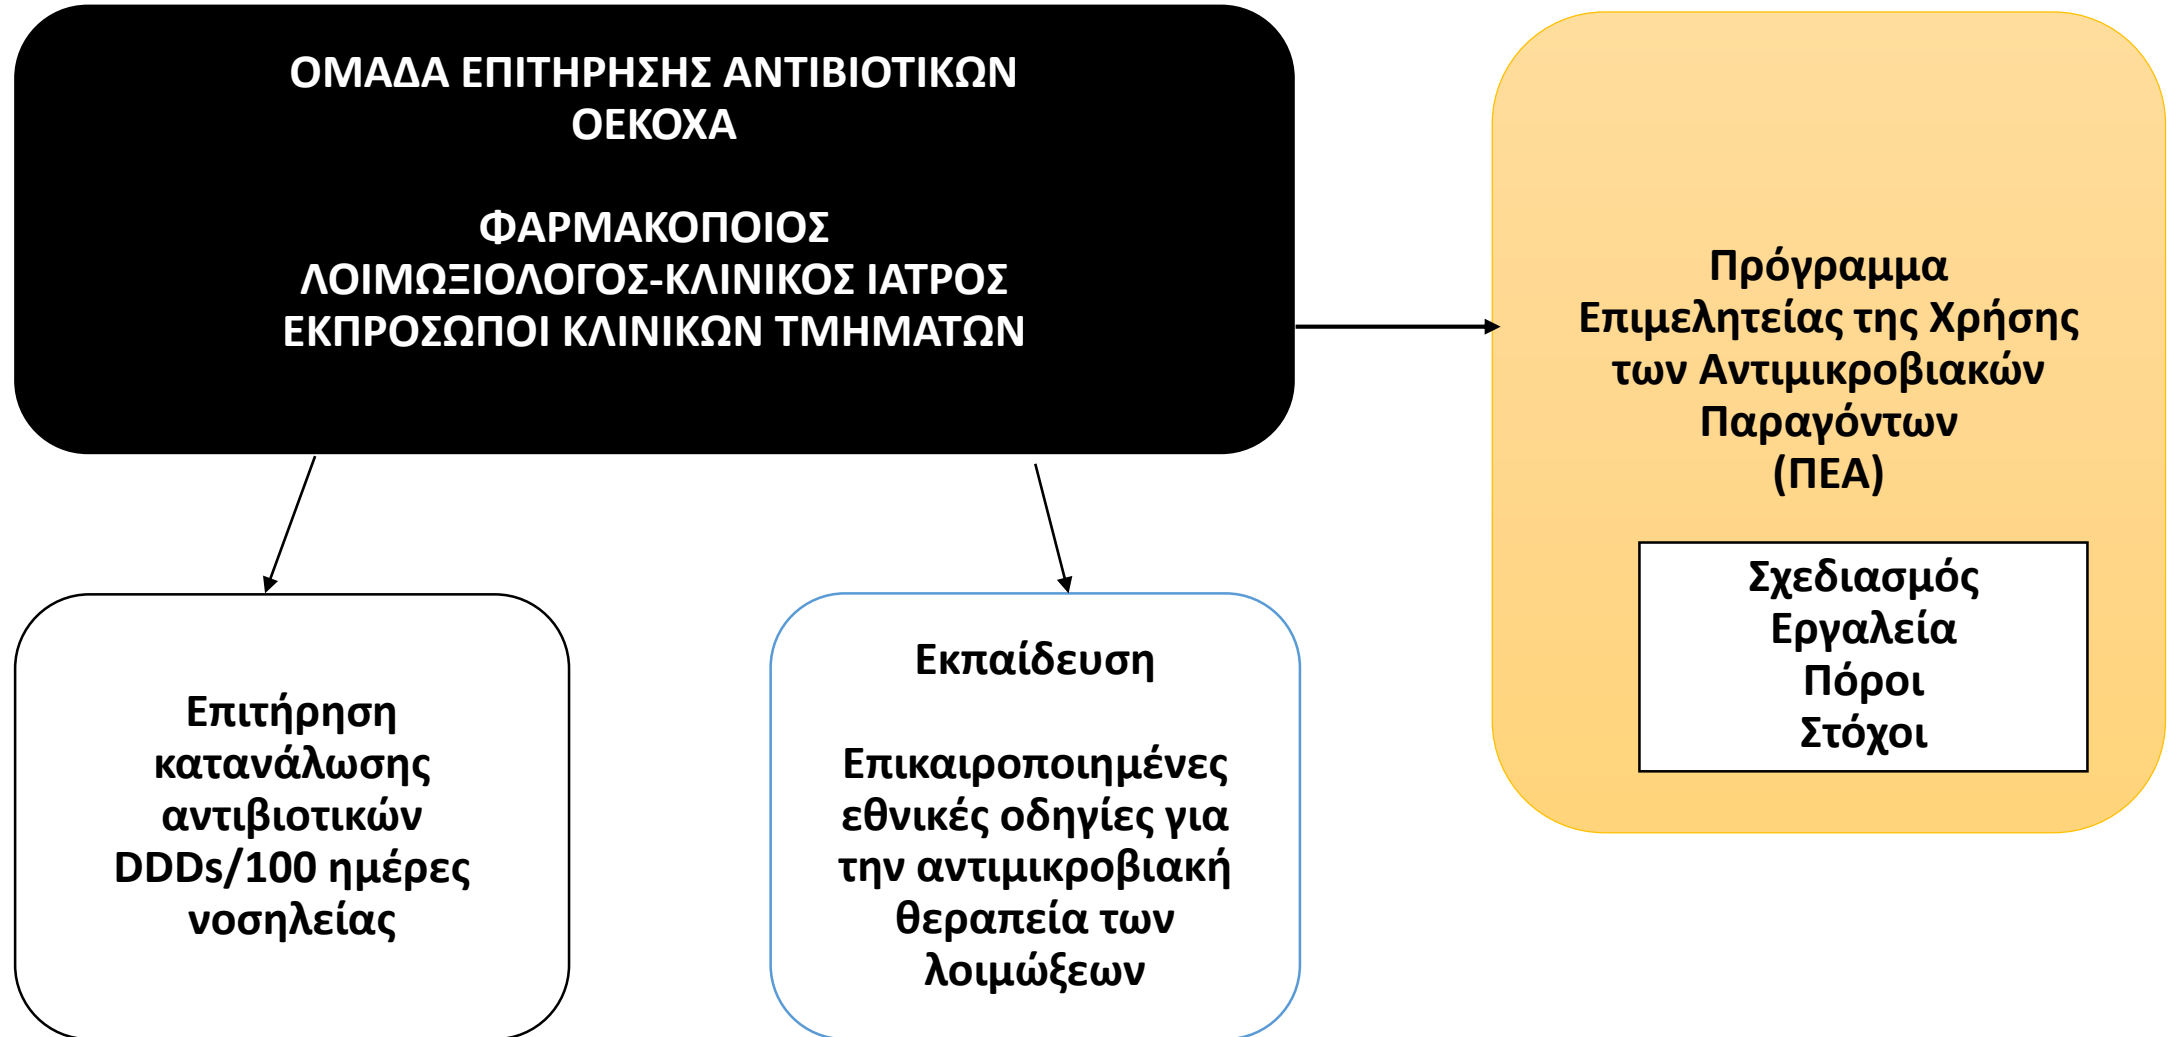 ΟΜΑΔΑ ΕΠΙΤΗΡΗΣΗΣ ΑΝΤΙΒΙΟΤΙΚΩΝ
ΟΕΚΟΧΑ
ΦΑΡΜΑΚΟΠΟΙΟΣ
ΛΟΙΜΩΞΙΟΛΟΓΟΣ-ΚΛΙΝΙΚΟΣ ΙΑΤΡΟΣ
ΕΚΠΡΟΣΩΠΟΙ ΚΛΙΝΙΚΩΝ ΤΜΗΜΑΤΩΝ
Πρόγραμμα
Επιμελητείας της Χρήσης
των Αντιμικροβιακών
Παραγόντων
(ΠΕΑ)
Σχεδιασμός
Εργαλεία
Πόροι
Στόχοι
Επιτήρηση
κατανάλωσης
αντιβιοτικών
DDDs/100 ημέρες
νοσηλείας
Εκπαίδευση
Επικαιροποιημένες
εθνικές οδηγίες για
την αντιμικροβιακή
θεραπεία των
λοιμώξεων